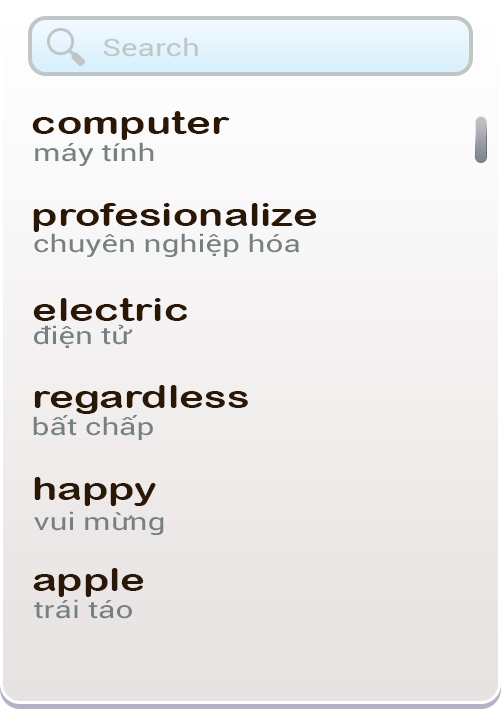 Search
computer
máy tính
profesionalize
chuyên nghiệp hóa
electric
điện tử
regardless
bất chấp
happy
vui mừng
apple
trái táo